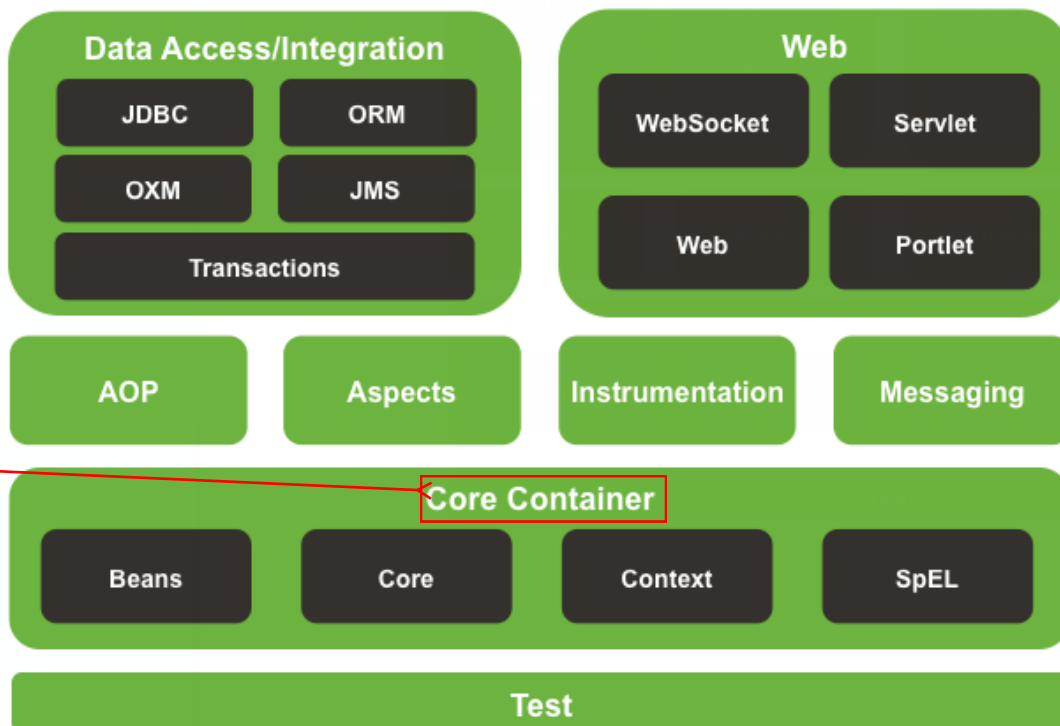 Data Access/Integration
JDBC
ORM
OXM
JMS
Transactions
Web
WebSocket
Servlet
Web
Portlet
AOP
Aspects
Instrumentation
Messaging
Core Container
Beans
Core
Context
SpEL
Test